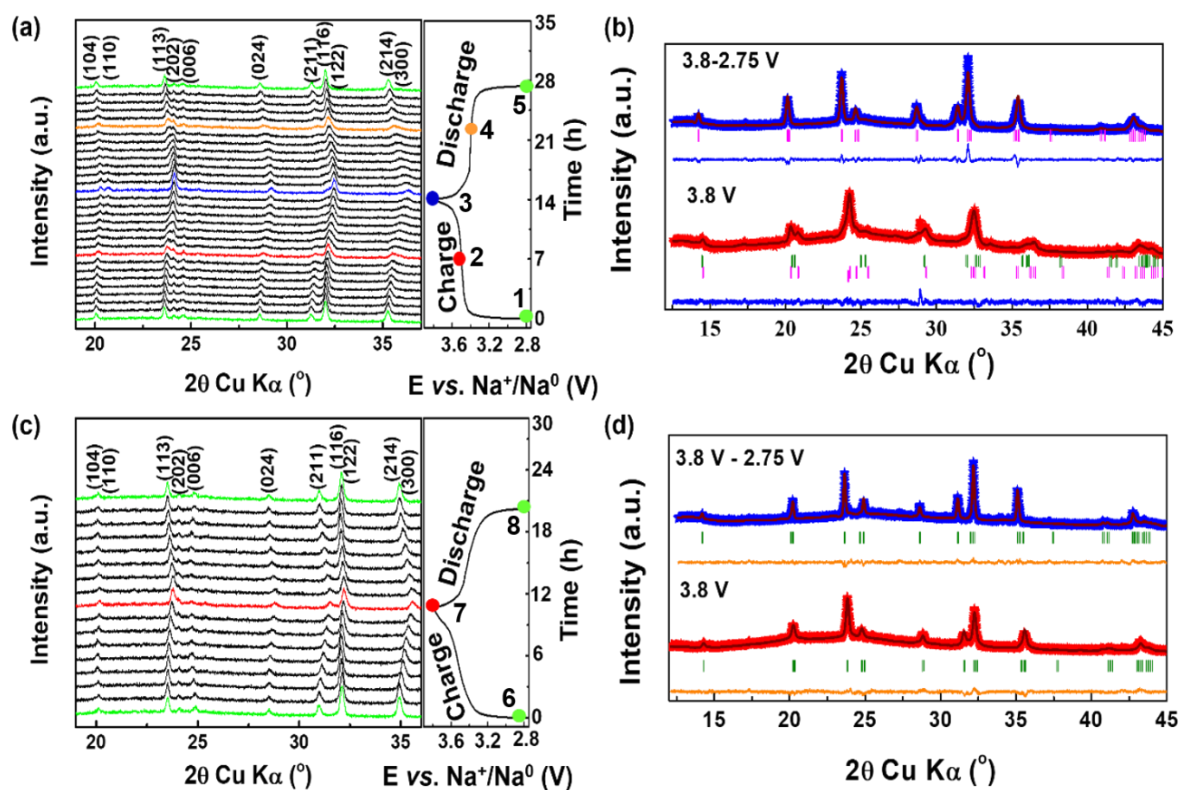 (a)
Intensity (a.u.)
(104)
(110)
(113)
(202)
(006)
(024)
(211)
(116)
(122)
(214)
(300)
20 25 30 35
2θ Cu Kα (°)
Discharge
Charge
5
4
3
2
1
35
28
21
14
7
0
Time (h)
3.6 3.2 2.8
E vs. Na⁺/Na⁰ (V)
(b)
Intensity (a.u.)
3.8-2.75 V
3.8 V
15 20 25 30 35 40 45
2θ Cu Kα (°)
(c)
Intensity (a.u.)
(104)
(110)
(113)
(202)
(006)
(024)
(211)
(116)
(122)
(214)
(300)
20 25 30 35
2θ Cu Kα (°)
Discharge
Charge
8
7
6
30
24
18
12
6
0
Time (h)
3.6 3.2 2.8
E vs. Na⁺/Na⁰ (V)
(d)
Intensity (a.u.)
3.8 V - 2.75 V
3.8 V
15 20 25 30 35 40 45
2θ Cu Kα (°)